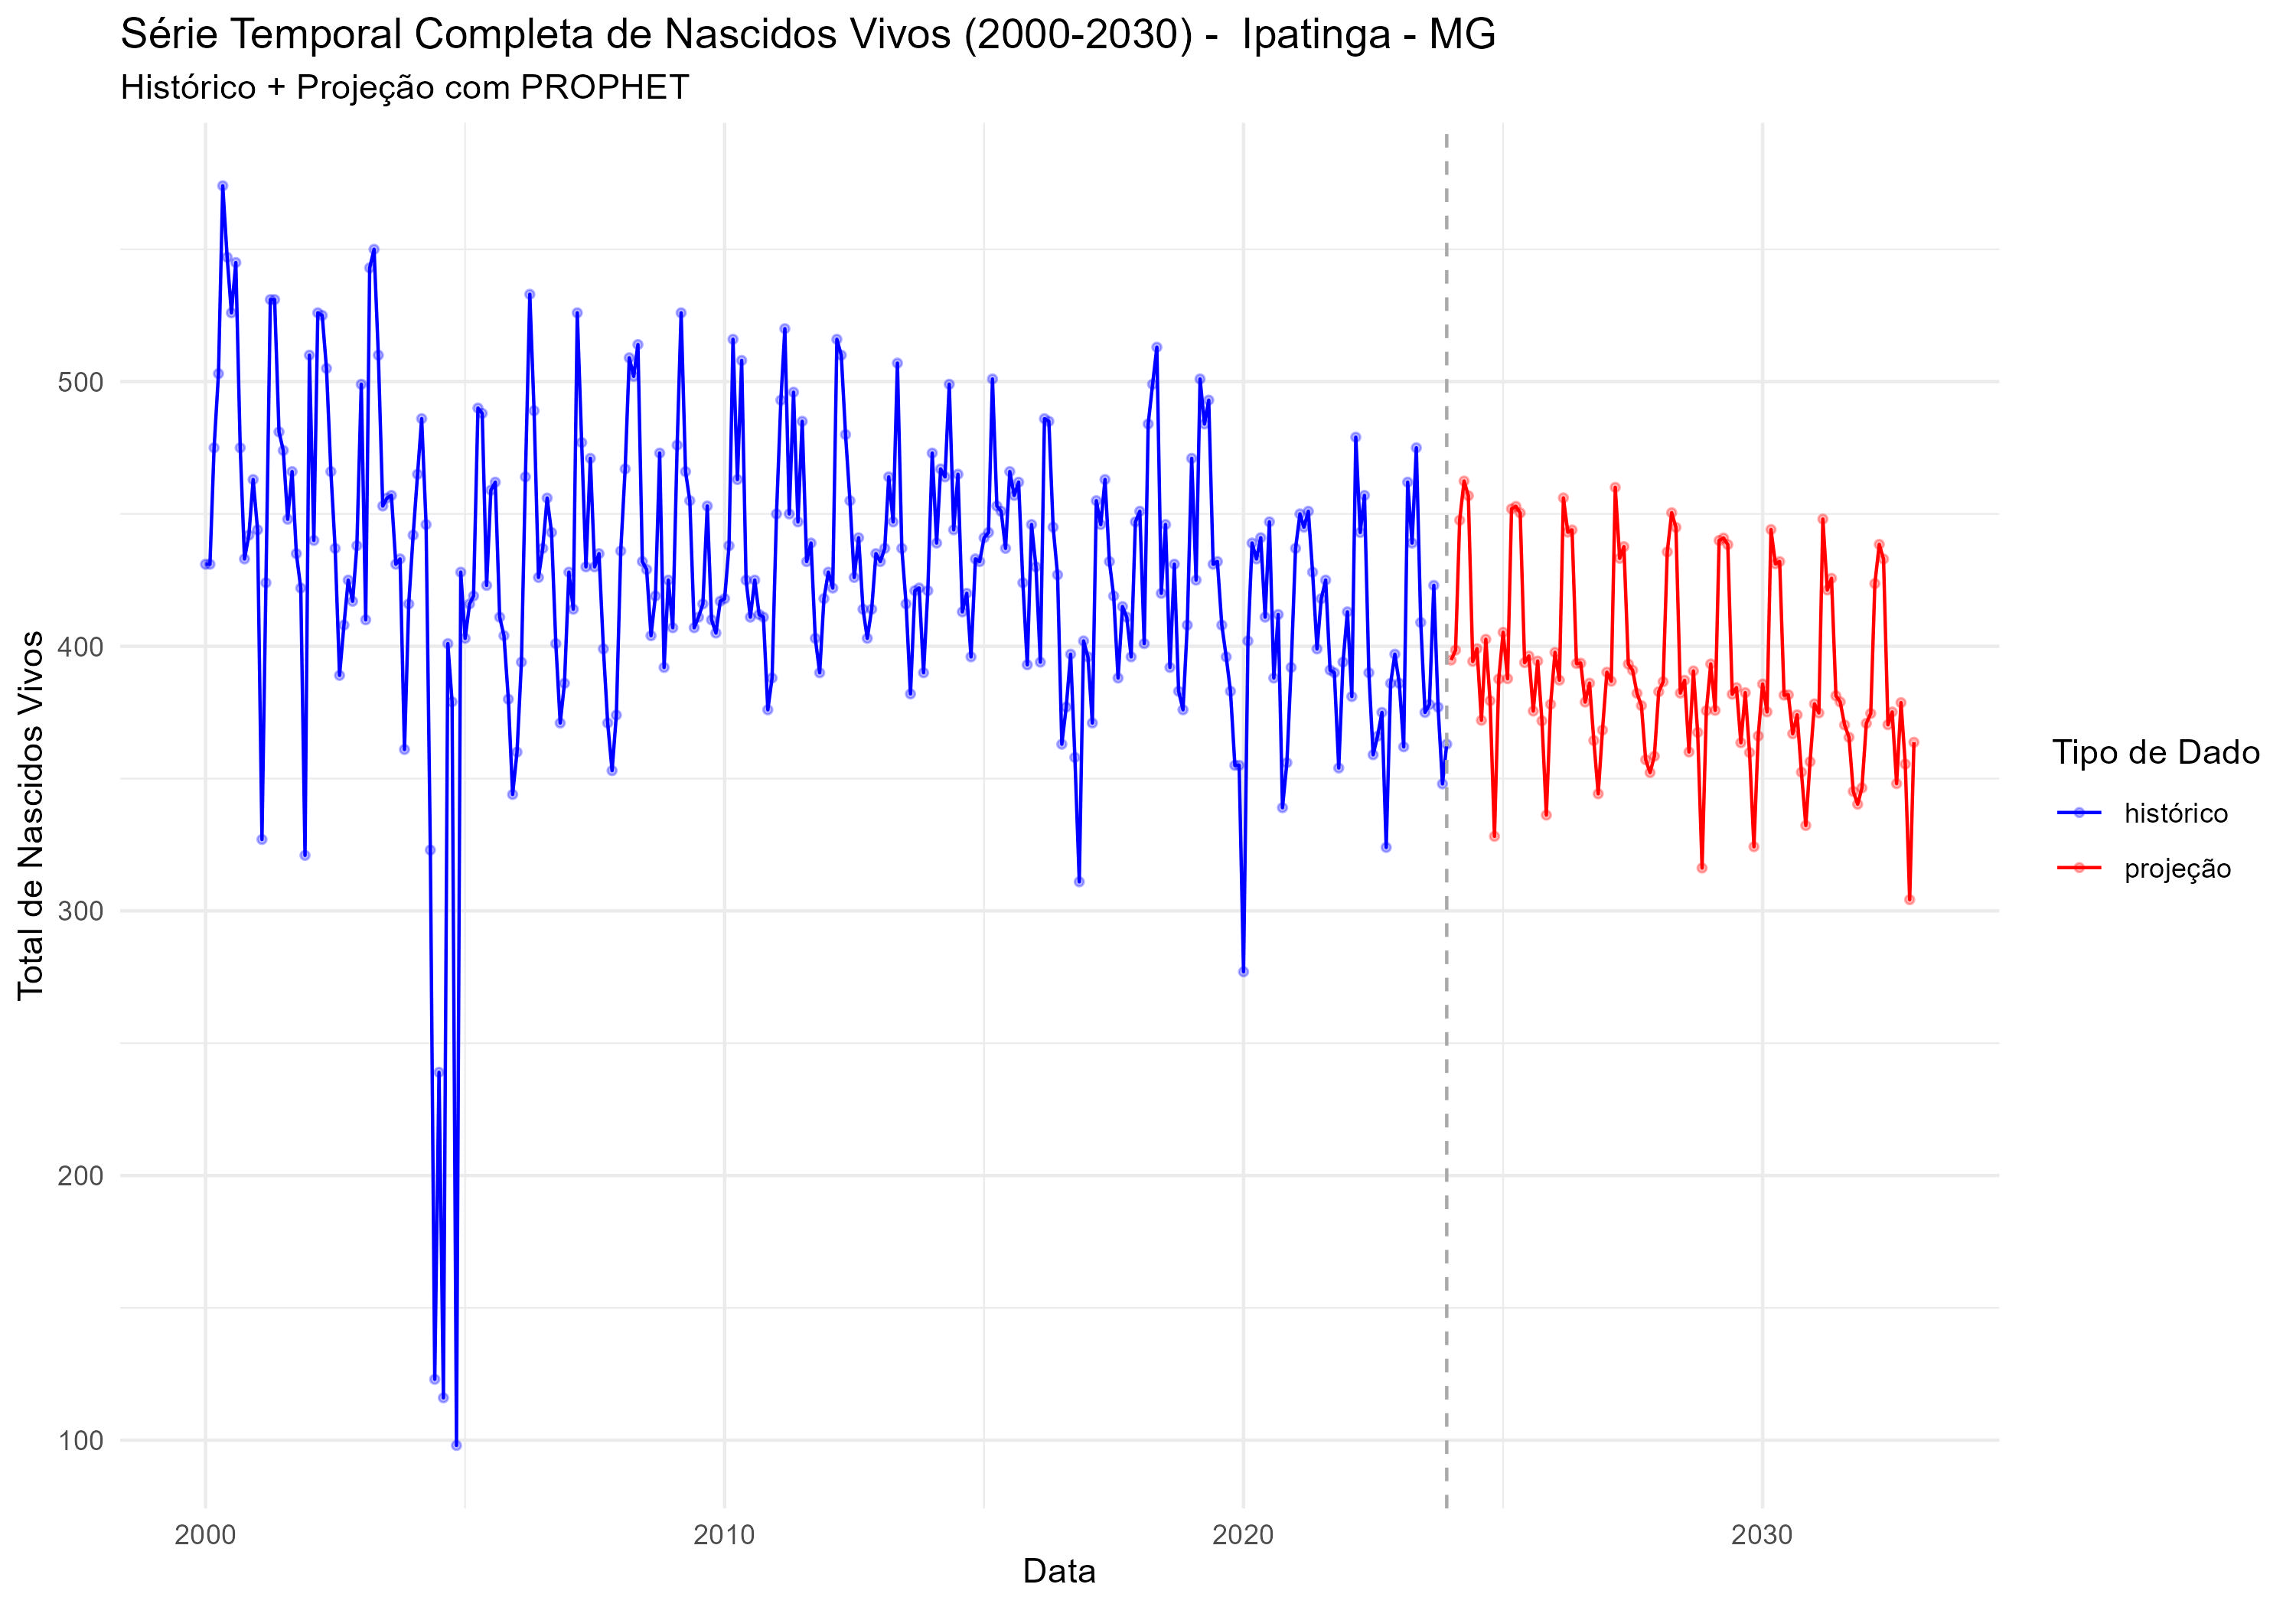 Série Temporal Completa de Nascidos Vivos (2000-2030) -  Ipatinga - MG
Histórico + Projeção com PROPHET
Total de Nascidos Vivos
500
400
300
200
100
2000
2010
2020
2030
Data
Tipo de Dado
histórico
projeção